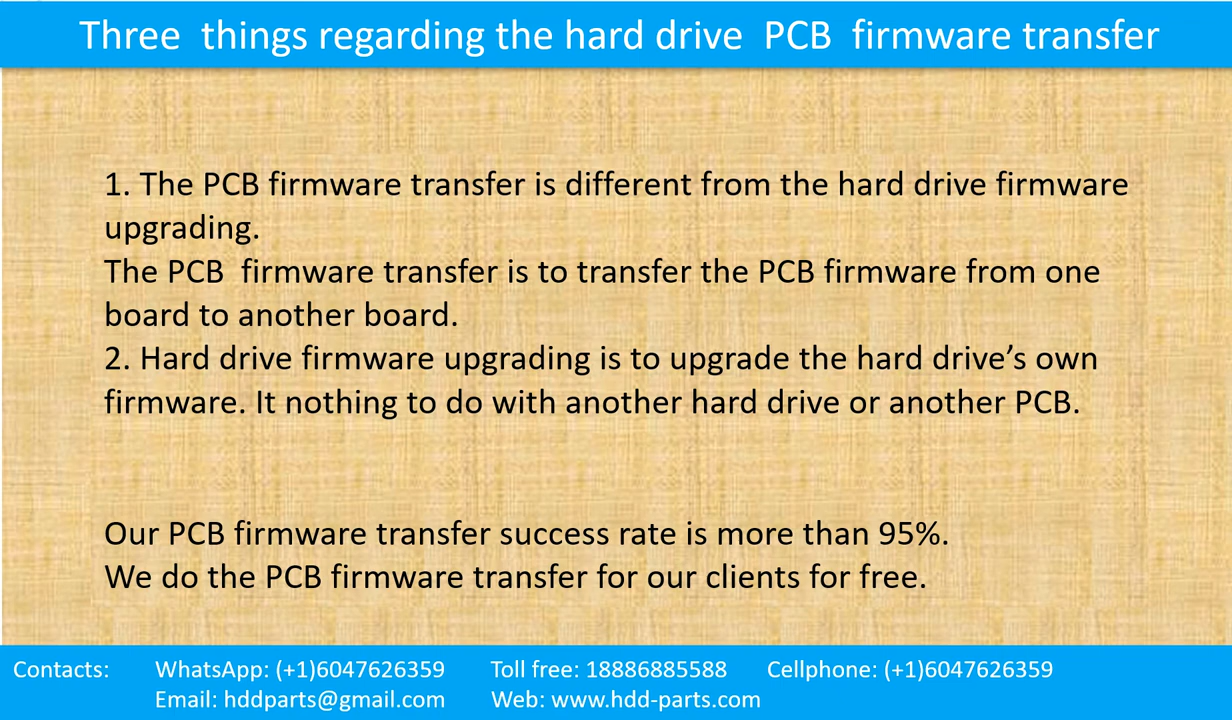 Three  things regarding the hard drive  PCB  firmware transfer
1. The PCB firmware transfer is different from the hard drive firmware
upgrading.
The PCB  firmware transfer is to transfer the PCB firmware from one
board to another board.
2. Hard drive firmware upgrading is to upgrade the hard drive’s own
firmware. It nothing to do with another hard drive or another PCB.
Our PCB firmware transfer success rate is more than 95%.
We do the PCB firmware transfer for our clients for free.
Contacts: WhatsApp: (+1)6047626359 Toll free: 18886885588 Cellphone: (+1)6047626359
Email: hddparts@gmail.com Web: www.hdd-parts.com